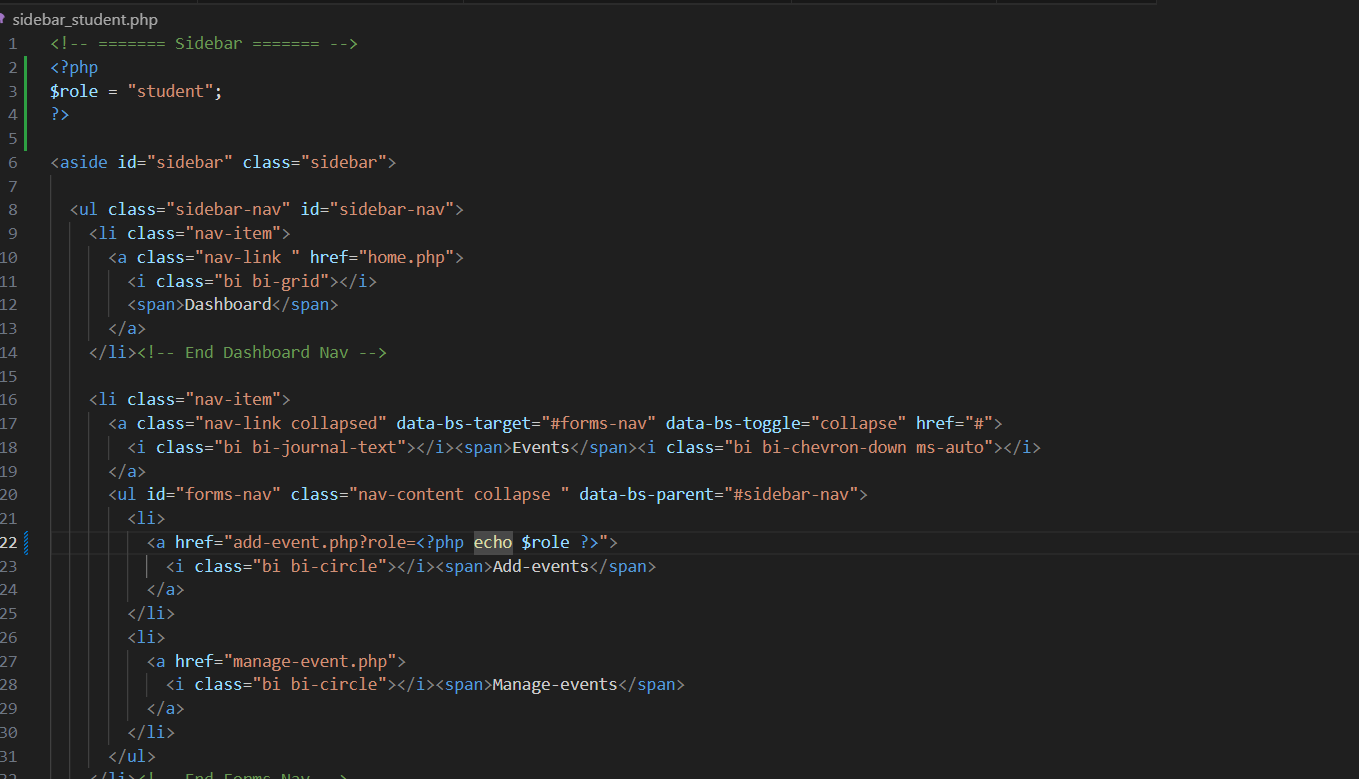 sidebar_student.php
1 <!-- ======= Sidebar ======= -->
2 <?php
3 $role = "student";
4 ?>
5
6 <aside id="sidebar" class="sidebar">
7
8 <ul class="sidebar-nav" id="sidebar-nav">
9 <li class="nav-item">
10 <a class="nav-link " href="home.php">
11 <i class="bi bi-grid"></i>
12 <span>Dashboard</span>
13 </a>
14 </li><!-- End Dashboard Nav -->
15
16 <li class="nav-item">
17 <a class="nav-link collapsed" data-bs-target="#forms-nav" data-bs-toggle="collapse" href="#">
18 <i class="bi bi-journal-text"></i><span>Events</span><i class="bi bi-chevron-down ms-auto"></i>
19 </a>
20 <ul id="forms-nav" class="nav-content collapse " data-bs-parent="#sidebar-nav">
21 <li>
22 <a href="add-event.php?role=<?php echo $role ?>">
23 <i class="bi bi-circle"></i><span>Add-events</span>
24 </a>
25 </li>
26 <li>
27 <a href="manage-event.php">
28 <i class="bi bi-circle"></i><span>Manage-events</span>
29 </a>
30 </li>
31 </ul>
32 </li><!-- End Forms Nav -->